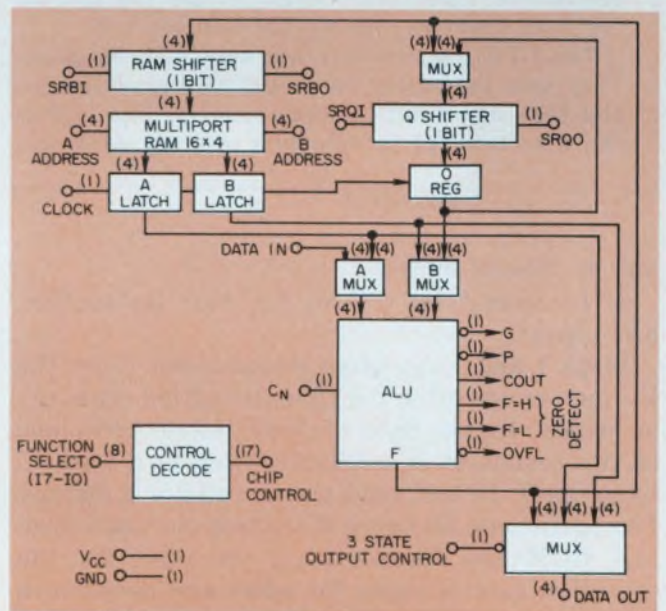 (4)
(4) (4)
(4)
(1) RAM SHIFTER (1)
(1 BIT)
SRBI
SRBO
MUX
(4)
(4)
SRQI
Q SHIFTER (1)
(1 BIT)
SRQO
(4) MULTIPORT (4)
RAM 16 x 4
A
ADDRESS
B
ADDRESS
(4) (4)
(4)
(1) A
LATCH
B
LATCH
CLOCK
Q
REG
DATA IN
(4) (4)
(4) (4)
A
MUX
B
MUX
(4) (4)
(1) G
(1) P
(1) COUT
(1) F=H
(1) F=L
ZERO
DETECT
(1) OVFL
CN (1)
ALU
F
FUNCTION
SELECT
(I7-I0)
(8) CONTROL
DECODE
(17)
CHIP
CONTROL
(4) (4) (4)
3 STATE
OUTPUT CONTROL
(1)
MUX
VCC (1)
GND (1)
(4) DATA OUT